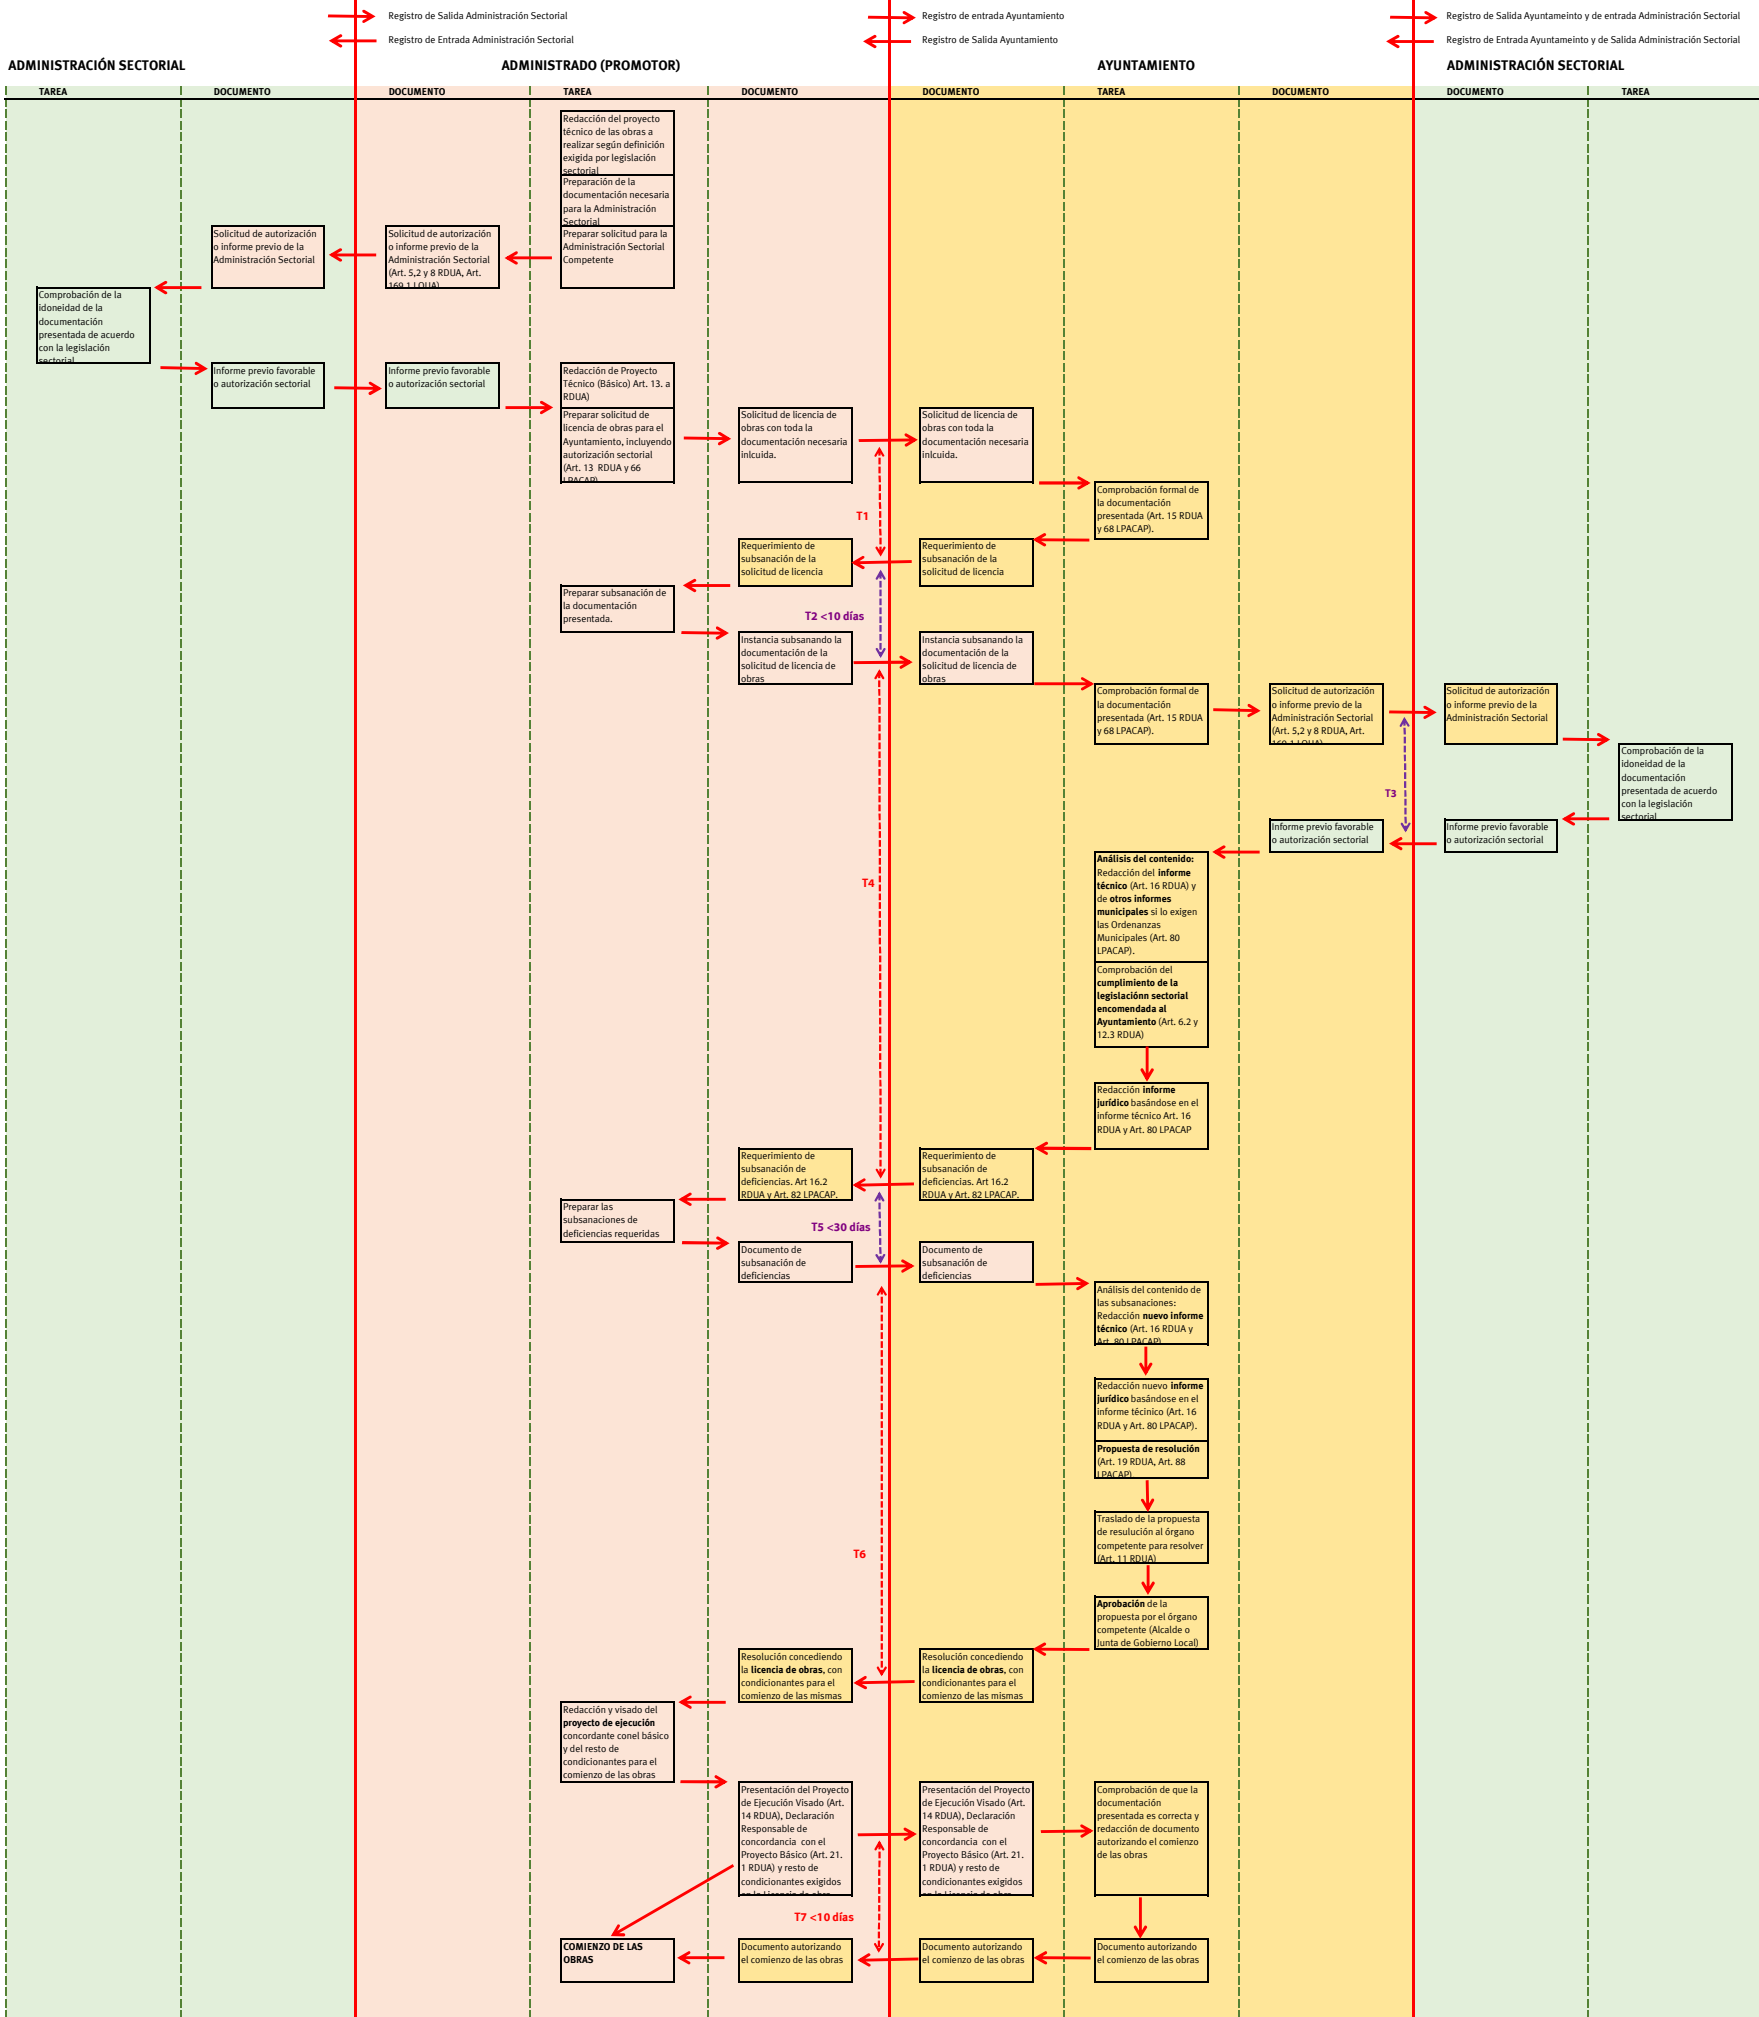 Registro de Salida Administración Sectorial
Registro de Entrada Administración Sectorial
Registro de entrada Ayuntamiento
Registro de Salida Ayuntamiento
Registro de Salida Ayuntameinto y de entrada Administración Sectorial
Registro de Entrada Ayuntameinto y de Salida Administración Sectorial
ADMINISTRACIÓN SECTORIAL
ADMINISTRADO (PROMOTOR)
AYUNTAMIENTO
ADMINISTRACIÓN SECTORIAL
TAREA
DOCUMENTO
DOCUMENTO
TAREA
DOCUMENTO
DOCUMENTO
TAREA
DOCUMENTO
DOCUMENTO
TAREA
Redacción del proyecto
técnico de las obras a
realizar según definición
exigida por legislación
sectorial
Preparación de la
documentación necesaria
para la Administración
Sectorial
Preparar solicitud para la
Administración Sectorial
Competente
Solicitud de autorización
o informe previo de la
Administración Sectorial
(Art. 5,2 y 8 RDUA, Art.
169.1 LOUA)
Solicitud de autorización
o informe previo de la
Administración Sectorial
Comprobación de la
idoneidad de la
documentación
presentada de acuerdo
con la legislación
sectorial
Informe previo favorable
o autorización sectorial
Informe previo favorable
o autorización sectorial
Redacción de Proyecto
Técnico (Básico) Art. 13. a
RDUA)
Preparar solicitud de
licencia de obras para el
Ayuntamiento, incluyendo
autorización sectorial
(Art. 13 RDUA y 66
LPACAP)
Solicitud de licencia de
obras con toda la
documentación necesaria
inlcuida.
Solicitud de licencia de
obras con toda la
documentación necesaria
inlcuida.
Comprobación formal de
la documentación
presentada (Art. 15 RDUA
y 68 LPACAP).
T1
Requerimiento de
subsanación de la
solicitud de licencia
Requerimiento de
subsanación de la
solicitud de licencia
Preparar subsanación de
la documentación
presentada.
T2 <10 días
Instancia subsanando la
documentación de la
solicitud de licencia de
obras
Instancia subsanando la
documentación de la
solicitud de licencia de
obras
Comprobación formal de
la documentación
presentada (Art. 15 RDUA
y 68 LPACAP).
Solicitud de autorización
o informe previo de la
Administración Sectorial
(Art. 5,2 y 8 RDUA, Art.
169.1 LOUA)
Solicitud de autorización
o informe previo de la
Administración Sectorial
Comprobación de la
idoneidad de la
documentación
presentada de acuerdo
con la legislación
sectorial
T3
Informe previo favorable
o autorización sectorial
Informe previo favorable
o autorización sectorial
Análisis del contenido:
Redacción del informe
técnico (Art. 16 RDUA) y
de otros informes
municipales si lo exigen
las Ordenanzas
Municipales (Art. 80
LPACAP).
T4
Comprobación del
cumplimiento de la
legislaciónn sectorial
encomendada al
Ayuntamiento (Art. 6.2 y
12.3 RDUA)
Redacción informe
jurídico basándose en el
informe técnico Art. 16
RDUA y Art. 80 LPACAP
Requerimiento de
subsanación de
deficiencias. Art 16.2
RDUA y Art. 82 LPACAP.
Requerimiento de
subsanación de
deficiencias. Art 16.2
RDUA y Art. 82 LPACAP.
Preparar las
subsanaciones de
deficiencias requeridas
T5 <30 días
Documento de
subsanación de
deficiencias
Documento de
subsanación de
deficiencias
Análisis del contenido de
las subsanaciones:
Redacción nuevo informe
técnico (Art. 16 RDUA y
Art. 80 LPACAP)
Redacción nuevo informe
jurídico basándose en el
informe técinico (Art. 16
RDUA y Art. 80 LPACAP).
Propuesta de resolución
(Art. 19 RDUA, Art. 88
LPACAP)
Traslado de la propuesta
de resulución al órgano
competente para resolver
(Art. 11 RDUA)
T6
Aprobación de la
propuesta por el órgano
competente (Alcalde o
Junta de Gobierno Local)
Resolución concediendo
la licencia de obras, con
condicionantes para el
comienzo de las mismas
Resolución concediendo
la licencia de obras, con
condicionantes para el
comienzo de las mismas
Redacción y visado del
proyecto de ejecución
concordante conel básico
y del resto de
condicionantes para el
comienzo de las obras
Presentación del Proyecto
de Ejecución Visado (Art.
14 RDUA), Declaración
Responsable de
concordancia con el
Proyecto Básico (Art. 21.
1 RDUA) y resto de
condicionantes exigidos
en la Licencia de obra
Presentación del Proyecto
de Ejecución Visado (Art.
14 RDUA), Declaración
Responsable de
concordancia con el
Proyecto Básico (Art. 21.
1 RDUA) y resto de
condicionantes exigidos
en la Licencia de obra
Comprobación de que la
documentación
presentada es correcta y
redacción de documento
autorizando el comienzo
de las obras
T7 <10 días
COMIENZO DE LAS
OBRAS
Documento autorizando
el comienzo de las obras
Documento autorizando
el comienzo de las obras
Documento autorizando
el comienzo de las obras